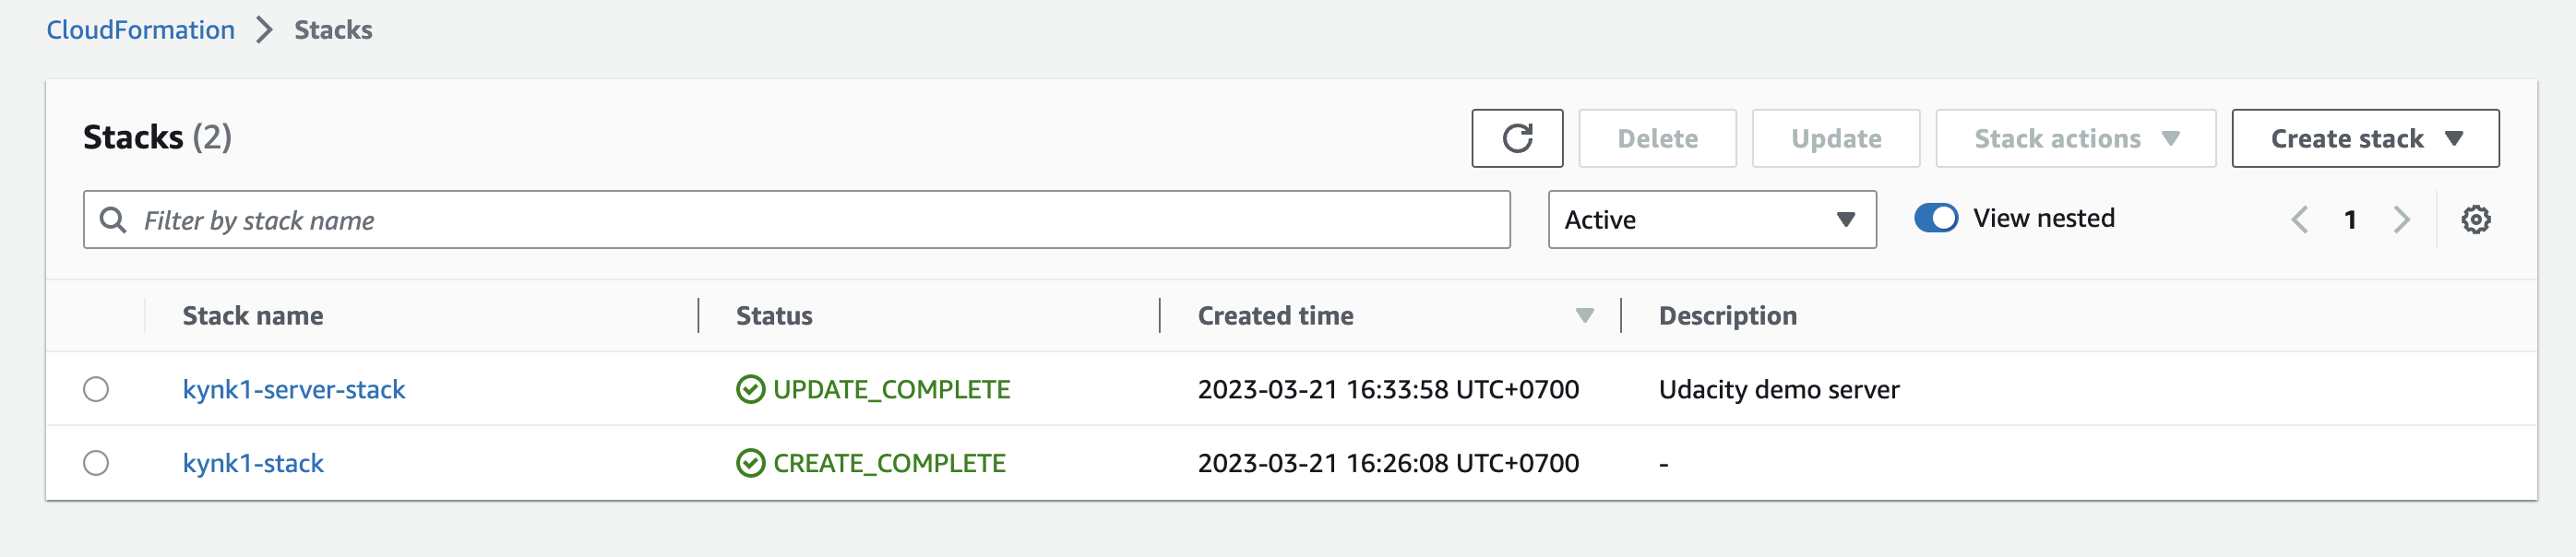 CloudFormation Stacks
Stacks (2)
Delete
Update
Stack actions
Create stack
Filter by stack name
Active
View nested
1
Stack name Status Created time Description
kynk1-server-stack UPDATE_COMPLETE 2023-03-21 16:33:58 UTC+0700 Udacity demo server
kynk1-stack CREATE_COMPLETE 2023-03-21 16:26:08 UTC+0700 -